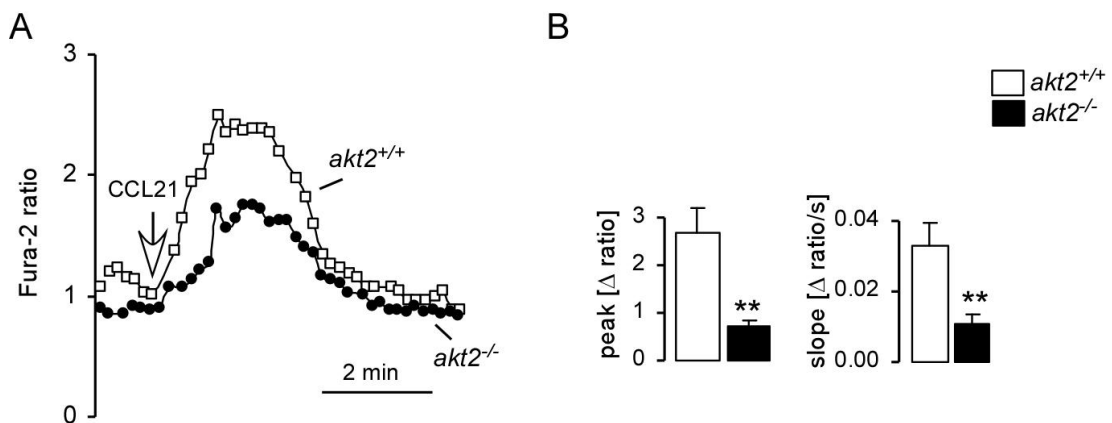 A
3
2
1
0
Fura-2 ratio
CCL21
akt2+/+
akt2-/-
2 min
B
akt2+/+
akt2-/-
peak [Δ ratio]
3
2
1
0
**
slope [Δ ratio/s]
0.04
0.02
0.00
**